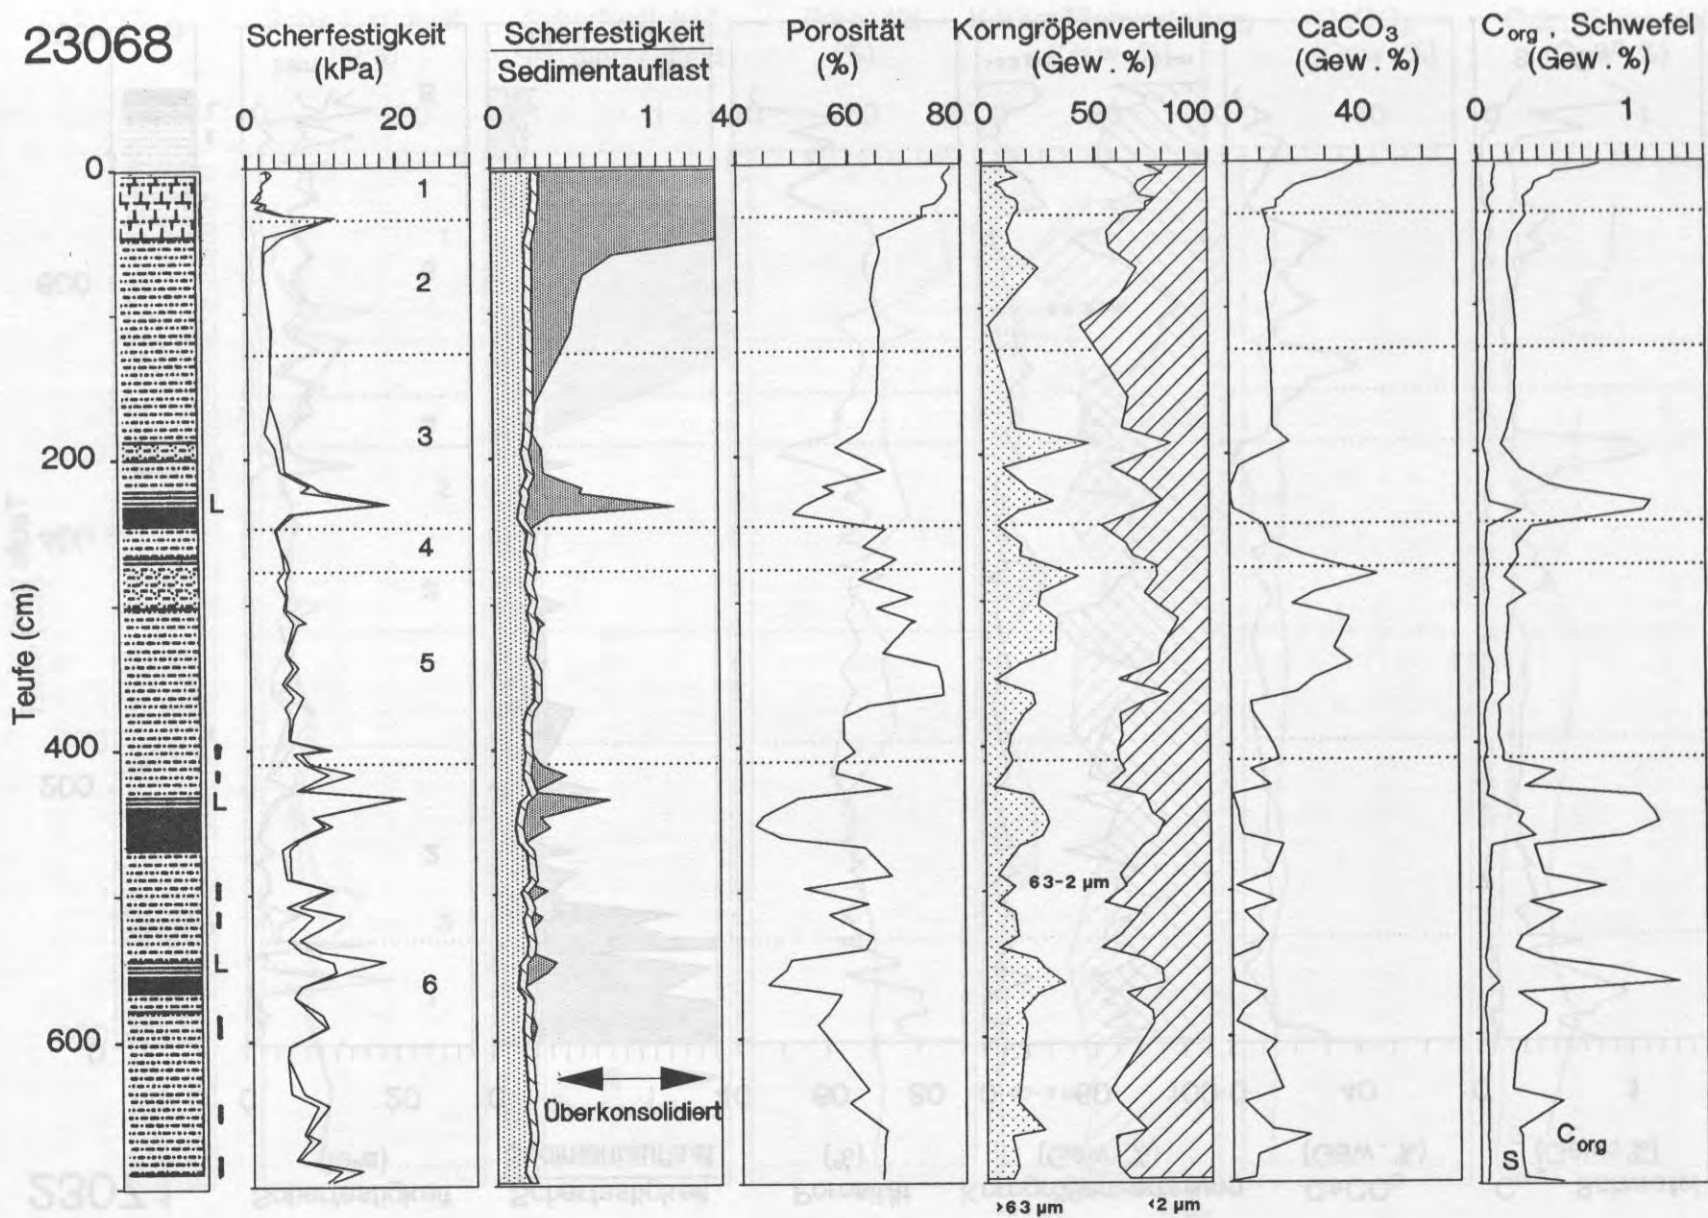 23068
Scherfestigkeit
(kPa)
Scherfestigkeit
Sedimentauflast
Porosität
(%)
Korngrößenverteilung
(Gew. %)
CaCO3
(Gew. %)
Corg, Schwefel
(Gew. %)
0 20
0 1
40 60 80
0 50 100
0 40
0 1
Teufe (cm)
0
200
400
600
1
2
3
4
5
6
L
L
L
63-2 µm
Überkonsolidiert
S
Corg
>63 µm
<2 µm
23071